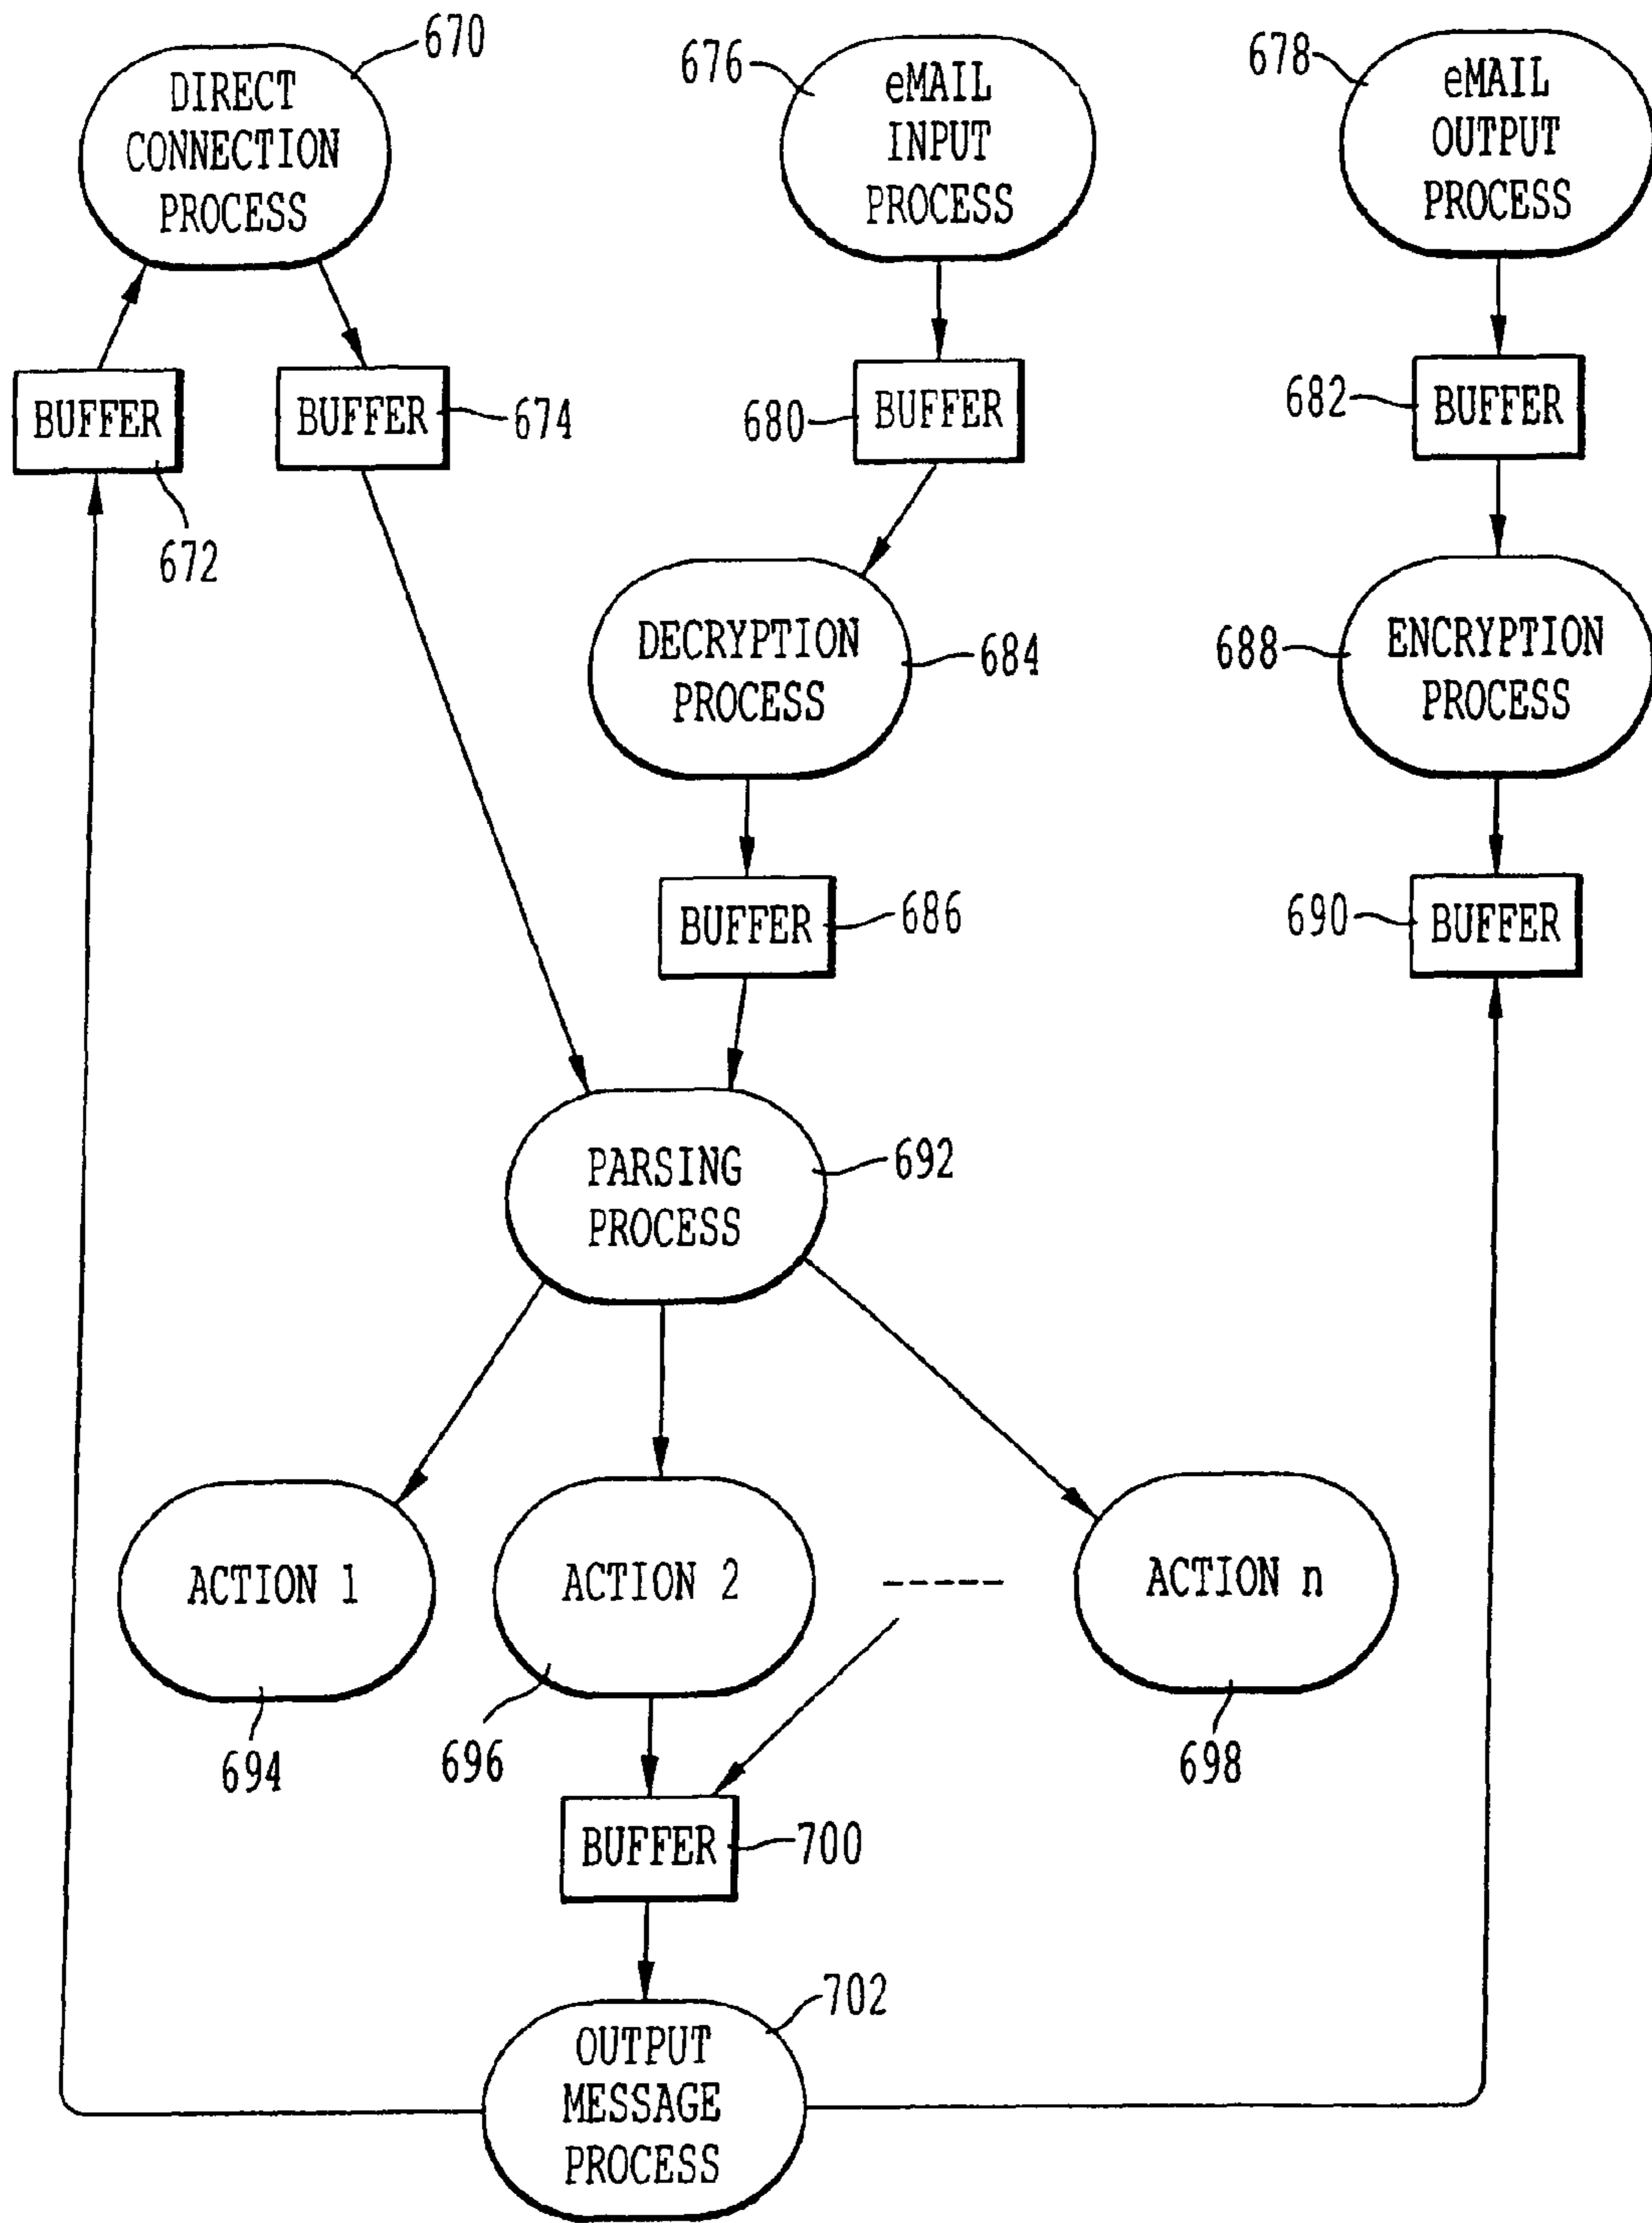 670
DIRECT
CONNECTION
PROCESS
676
eMAIL
INPUT
PROCESS
678
eMAIL
OUTPUT
PROCESS
BUFFER
672
BUFFER
674
680
BUFFER
682
BUFFER
DECRYPTION
PROCESS
684
688
ENCRYPTION
PROCESS
BUFFER
686
690
BUFFER
PARSING
PROCESS
692
ACTION 1
694
ACTION 2
696
-----
ACTION n
698
BUFFER
700
OUTPUT
MESSAGE
PROCESS
702